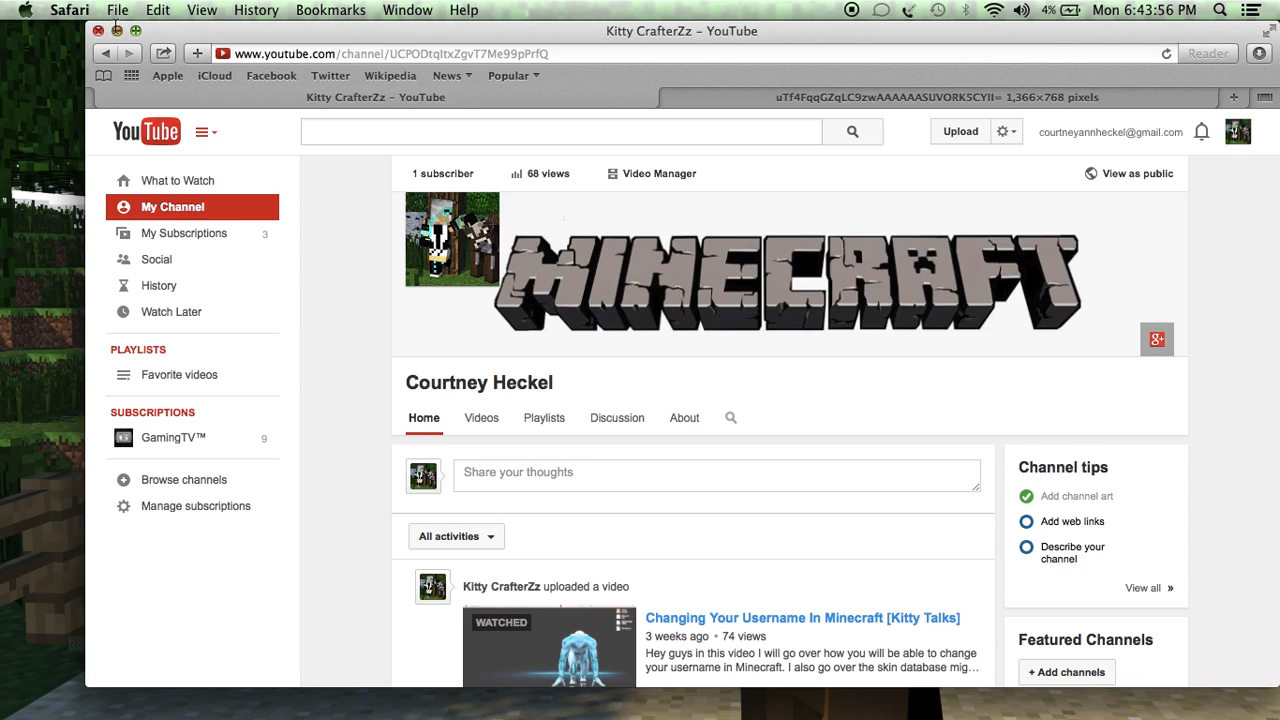 Safari File Edit View History Bookmarks Window Help 4% Mon 6:43:56 PM
Kitty CrafterZz – YouTube
www.youtube.com/channel/UCPODtqItxZgvT7Me99pPrfQ Reader
Apple iCloud Facebook Twitter Wikipedia News Popular
Kitty CrafterZz – YouTube uTf4FqqGZqLC9zwAAAAASUVORK5CYII= 1,366×768 pixels
YouTube Upload courtneyannheckel@gmail.com
1 subscriber 68 views Video Manager View as public
What to Watch
My Channel
My Subscriptions 3
Social
History
Watch Later
PLAYLISTS
Favorite videos
SUBSCRIPTIONS
GamingTV™ 9
Browse channels
Manage subscriptions
MINECRAFT
g+
Courtney Heckel
Home Videos Playlists Discussion About
Share your thoughts
All activities
Kitty CrafterZz uploaded a video
WATCHED
Changing Your Username In Minecraft [Kitty Talks]
3 weeks ago • 74 views
Hey guys in this video I will go over how you will be able to change
your username in Minecraft. I also go over the skin database mig...
Channel tips
Add channel art
Add web links
Describe your
channel
View all »
Featured Channels
+ Add channels